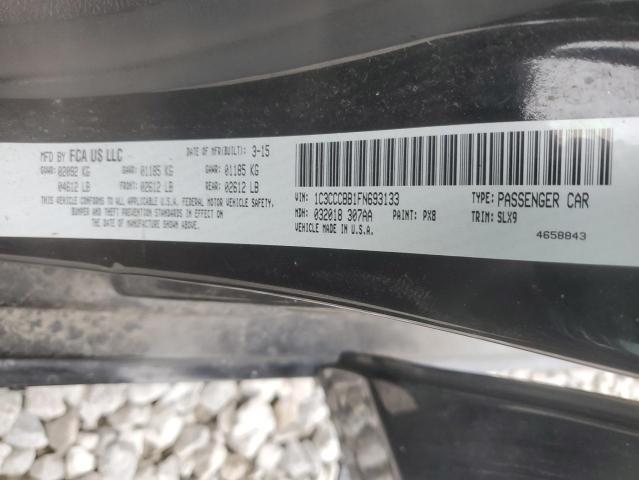 MFD BY FCA US LLC DATE OF MFR(BUILT): 3-15
GVWR: 02092 KG GAWR: 01185 KG GAWR: 01185 KG
04612 LB FRONT: 02612 LB REAR: 02612 LB
THIS VEHICLE CONFORMS TO ALL APPLICABLE FEDERAL MOTOR VEHICLE SAFETY,
BUMPER AND THEFT PREVENTION STANDARDS IN EFFECT ON
THE DATE OF MANUFACTURE SHOWN ABOVE.
VIN: 1C3CCCBB1FN693133 TYPE: PASSENGER CAR
MDH: 032018 307AA PAINT: PX8 TRIM: SLX9
VEHICLE MADE IN U.S.A. 4658843